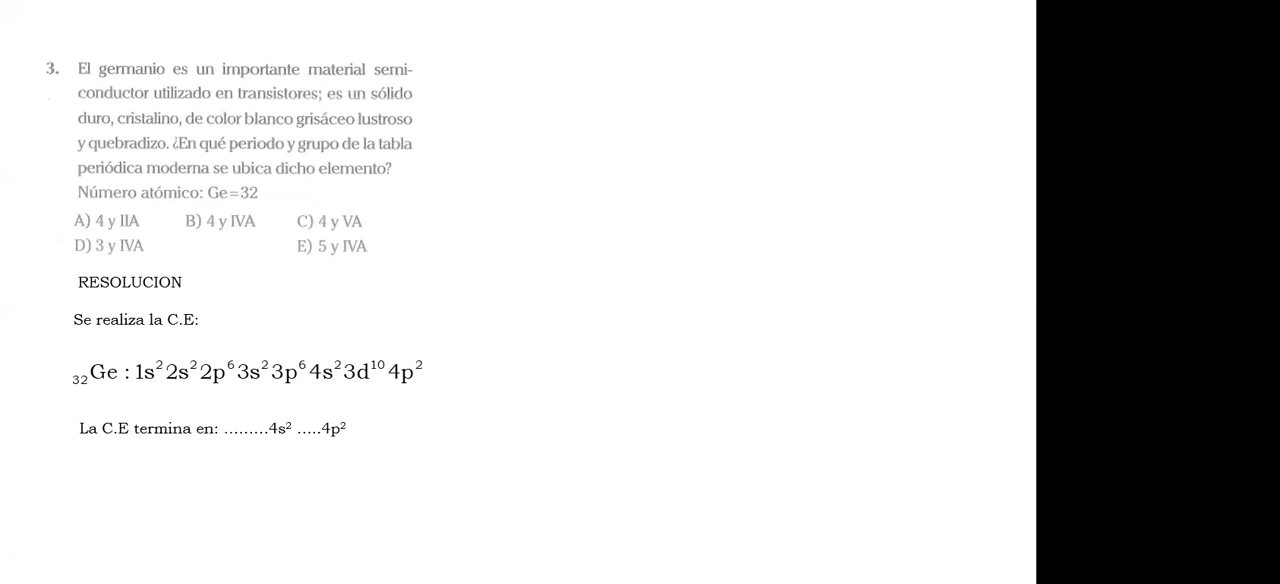 3. El germanio es un importante material semi-
conductor utilizado en transistores; es un sólido
duro, cristalino, de color blanco grisáceo lustroso
y quebradizo. ¿En qué periodo y grupo de la tabla
periódica moderna se ubica dicho elemento?
Número atómico: Ge=32
A) 4 y IIA B) 4 y IVA C) 4 y VA
D) 3 y IVA E) 5 y IVA
RESOLUCION
Se realiza la C.E:
₃₂Ge : 1s²2s²2p⁶3s²3p⁶4s²3d¹⁰4p²
La C.E termina en: .........4s² .....4p²